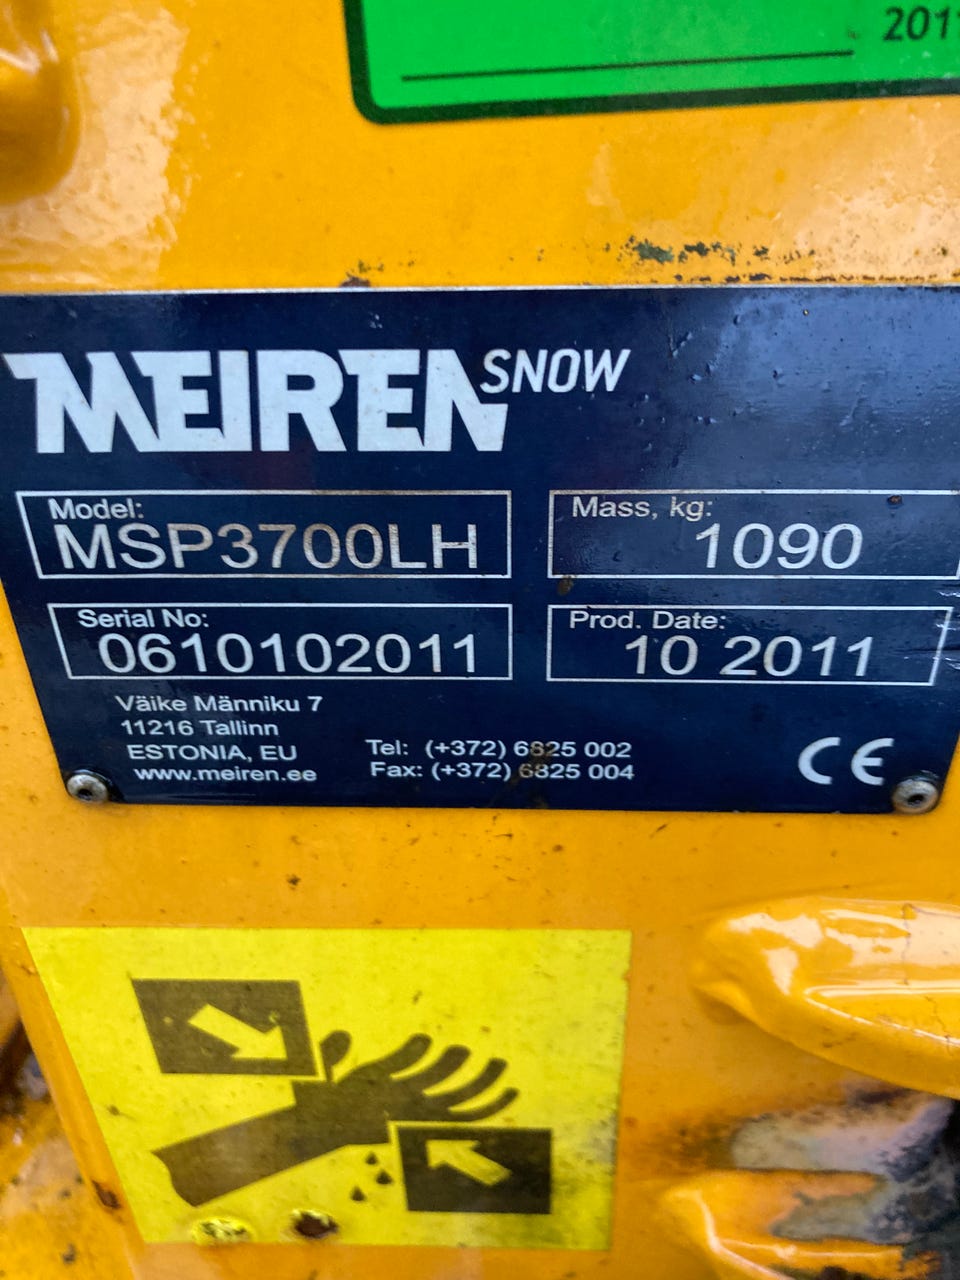 2011
MEIREN SNOW
Model:
MSP3700LH
Mass, kg:
1090
Serial No:
0610102011
Prod. Date:
10 2011
Väike Männiku 7
11216 Tallinn
ESTONIA, EU
www.meiren.ee
Tel: (+372) 6825 002
Fax: (+372) 6825 004
CE